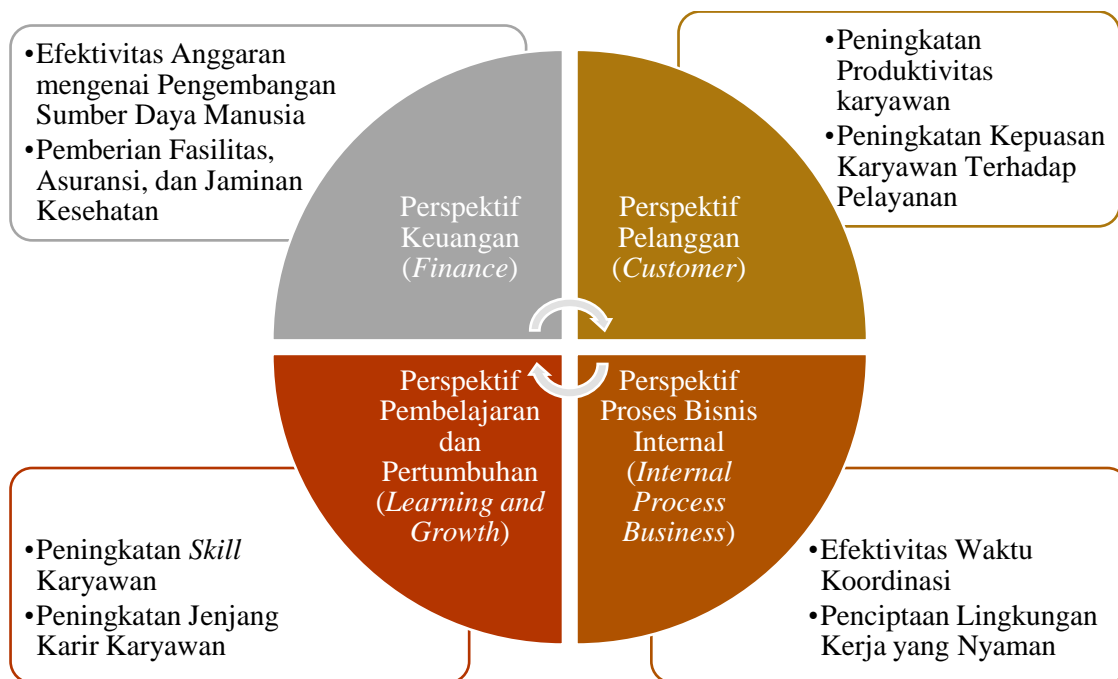 •Efektivitas Anggaran
mengenai Pengembangan
Sumber Daya Manusia
•Pemberian Fasilitas,
Asuransi, dan Jaminan
Kesehatan
•Peningkatan
Produktivitas
karyawan
•Peningkatan Kepuasan
Karyawan Terhadap
Pelayanan
Perspektif
Keuangan
(Finance)
Perspektif
Pelanggan
(Customer)
Perspektif
Pembelajaran
dan
Pertumbuhan
(Learning and
Growth)
Perspektif
Proses Bisnis
Internal
(Internal
Process
Business)
•Peningkatan Skill
Karyawan
•Peningkatan Jenjang
Karir Karyawan
•Efektivitas Waktu
Koordinasi
•Penciptaan Lingkungan
Kerja yang Nyaman